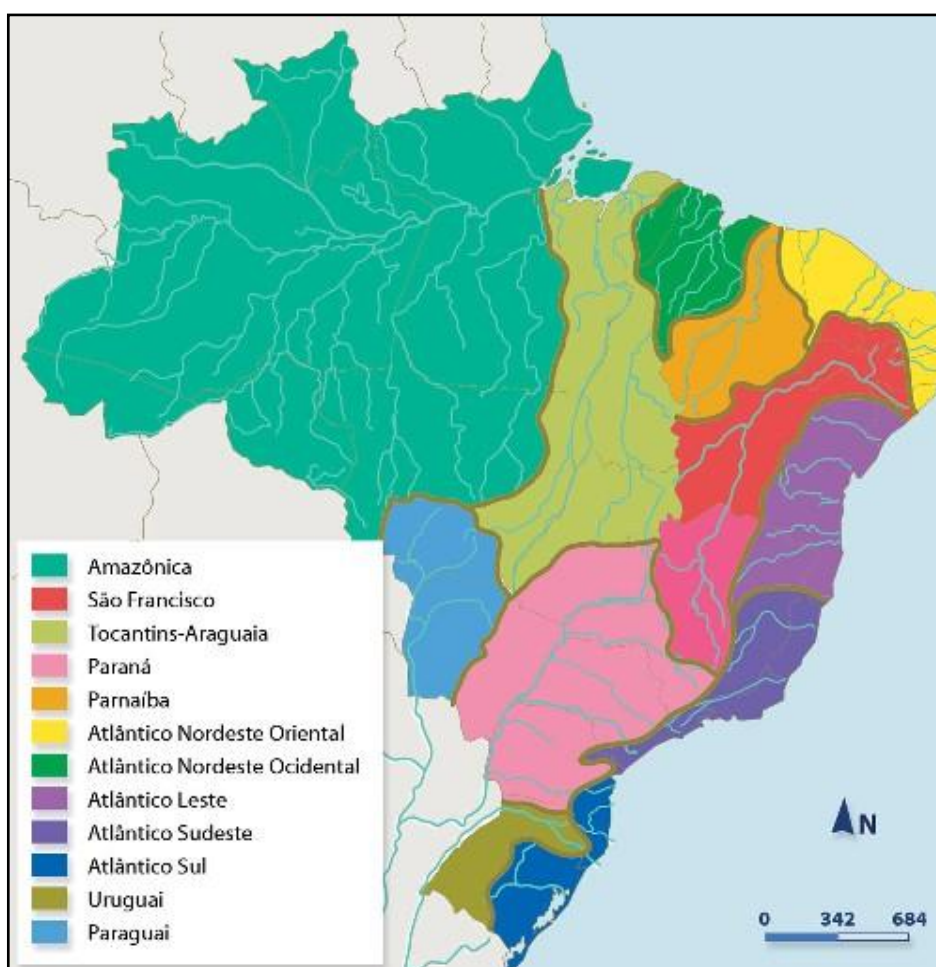 Amazônica
São Francisco
Tocantins-Araguaia
Paraná
Parnaíba
Atlântico Nordeste Oriental
Atlântico Nordeste Ocidental
Atlântico Leste
Atlântico Sudeste
Atlântico Sul
Uruguai
Paraguai
N
0 342 684